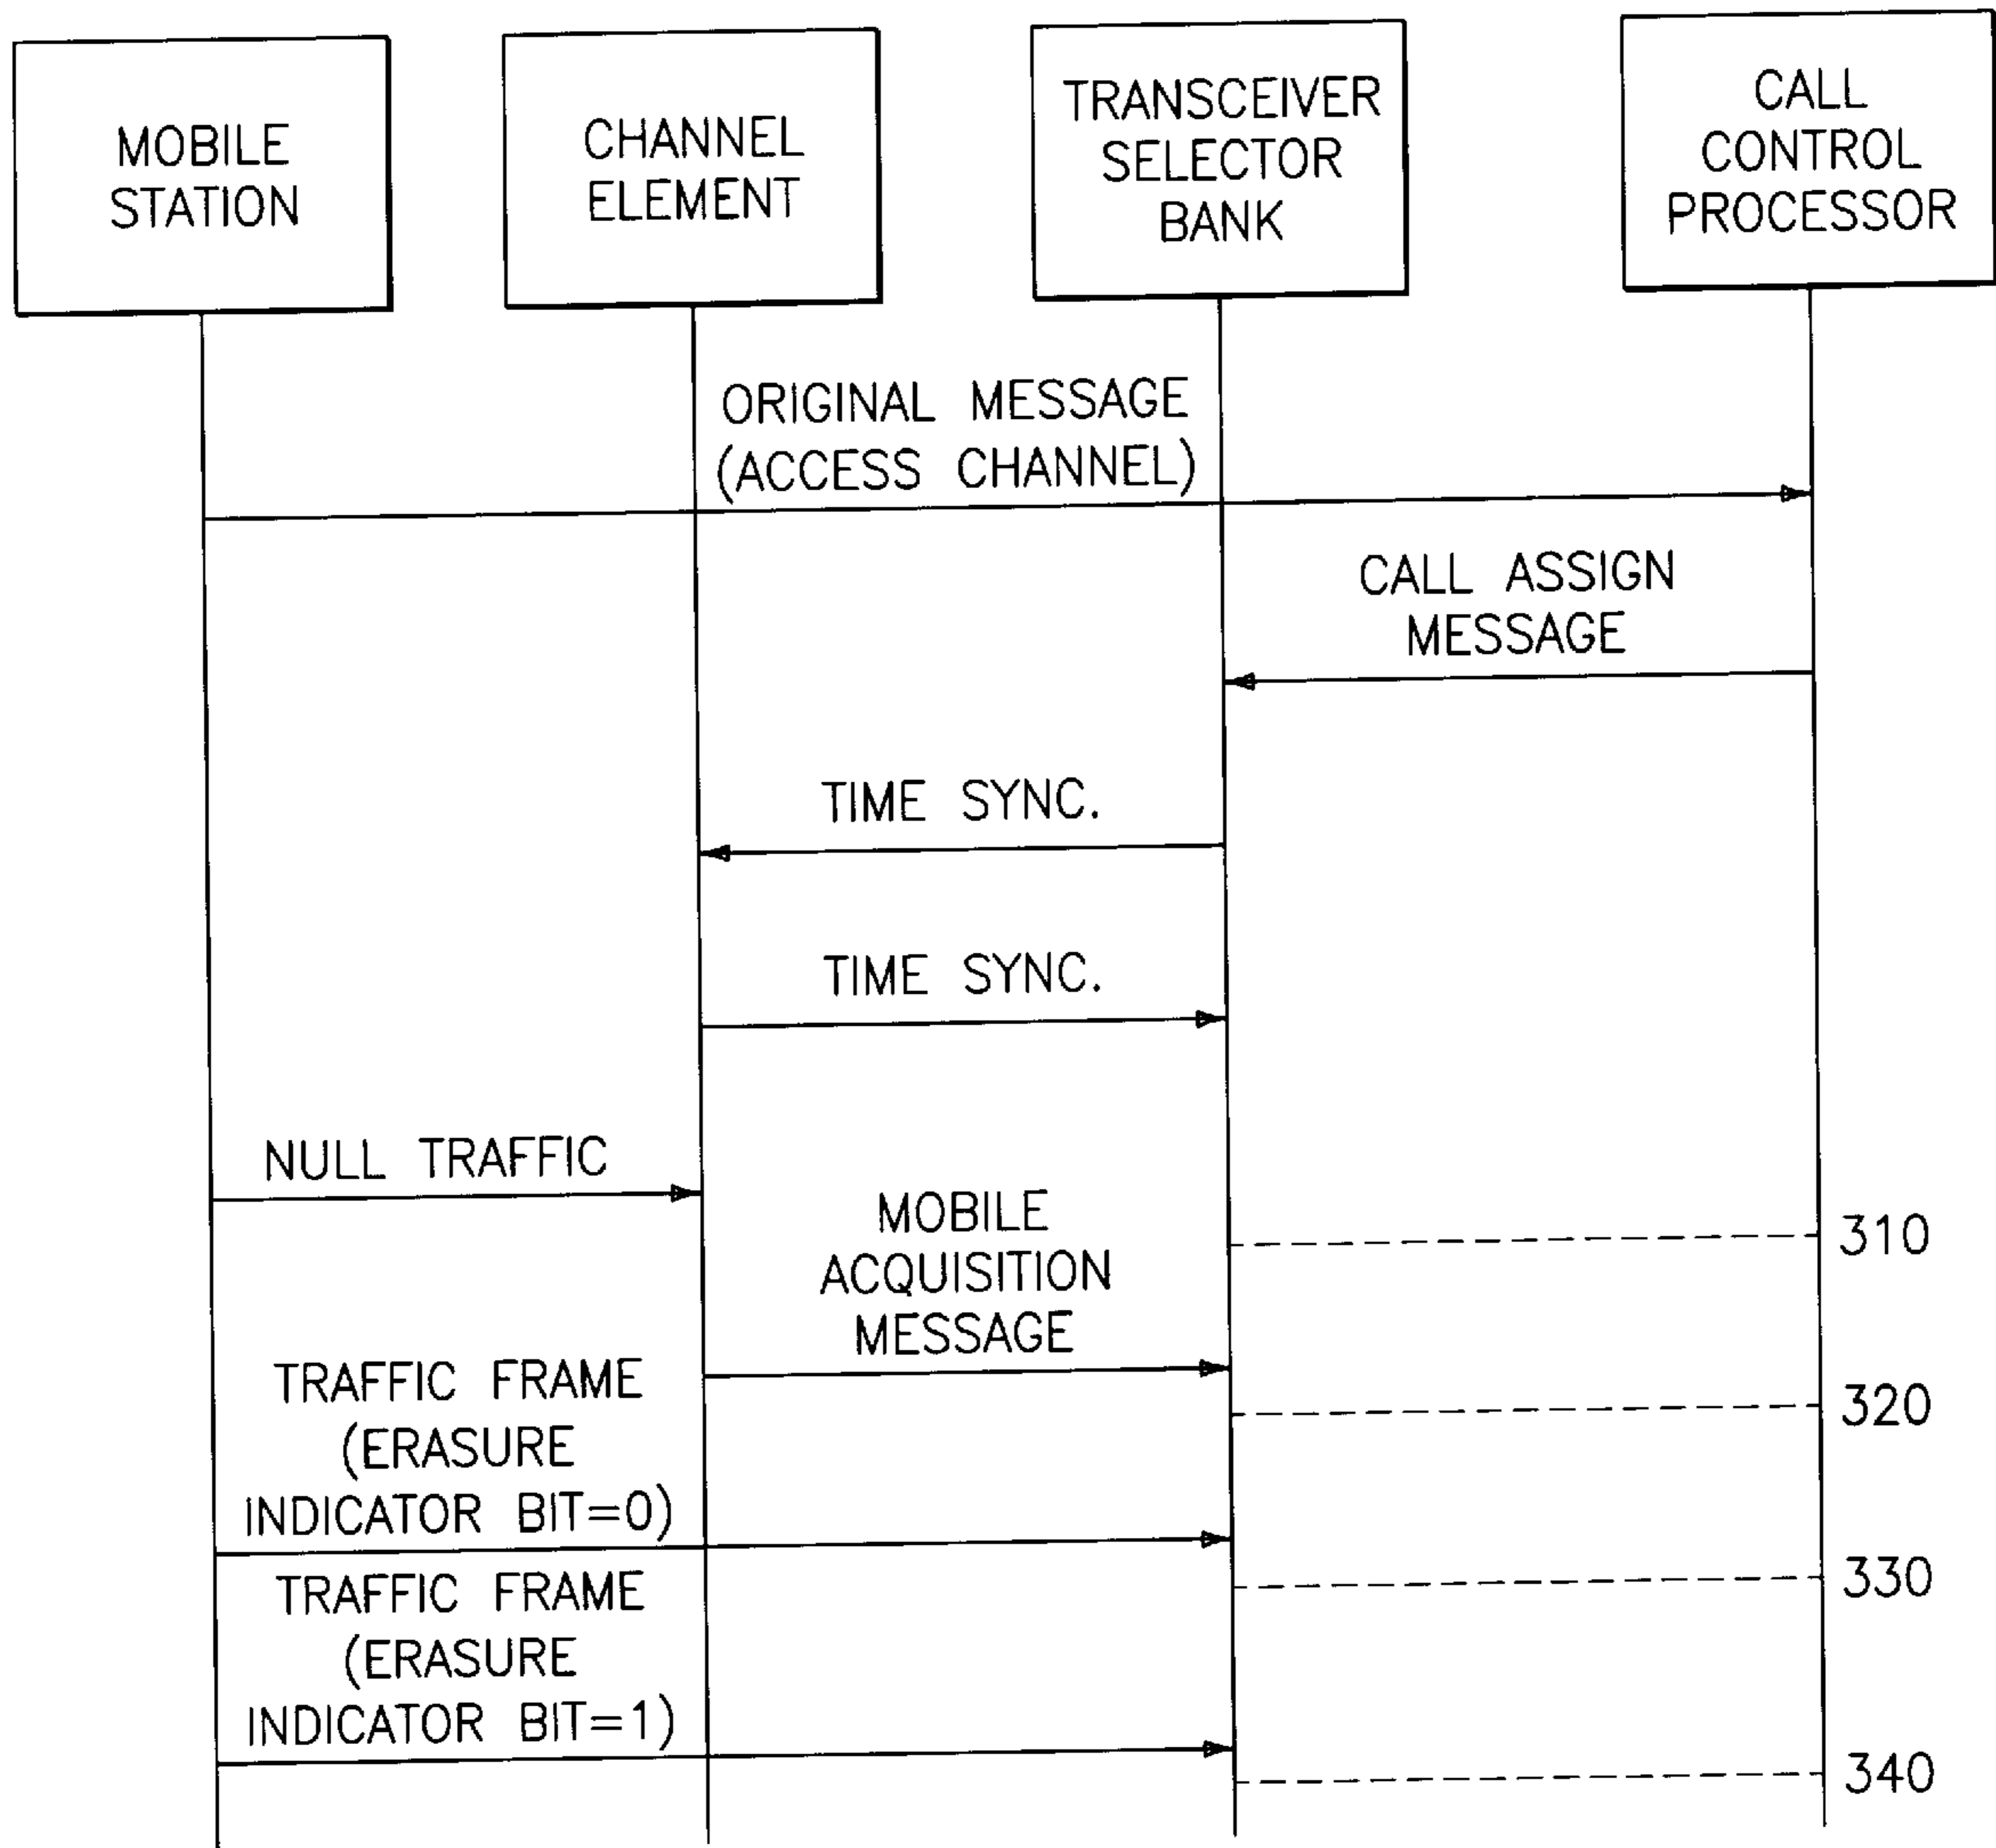 MOBILE
STATION
CHANNEL
ELEMENT
TRANSCEIVER
SELECTOR
BANK
CALL
CONTROL
PROCESSOR
ORIGINAL MESSAGE
(ACCESS CHANNEL)
CALL ASSIGN
MESSAGE
TIME SYNC.
TIME SYNC.
NULL TRAFFIC
MOBILE
ACQUISITION
MESSAGE
310
TRAFFIC FRAME
(ERASURE
INDICATOR BIT=0)
320
TRAFFIC FRAME
(ERASURE
INDICATOR BIT=1)
330
340